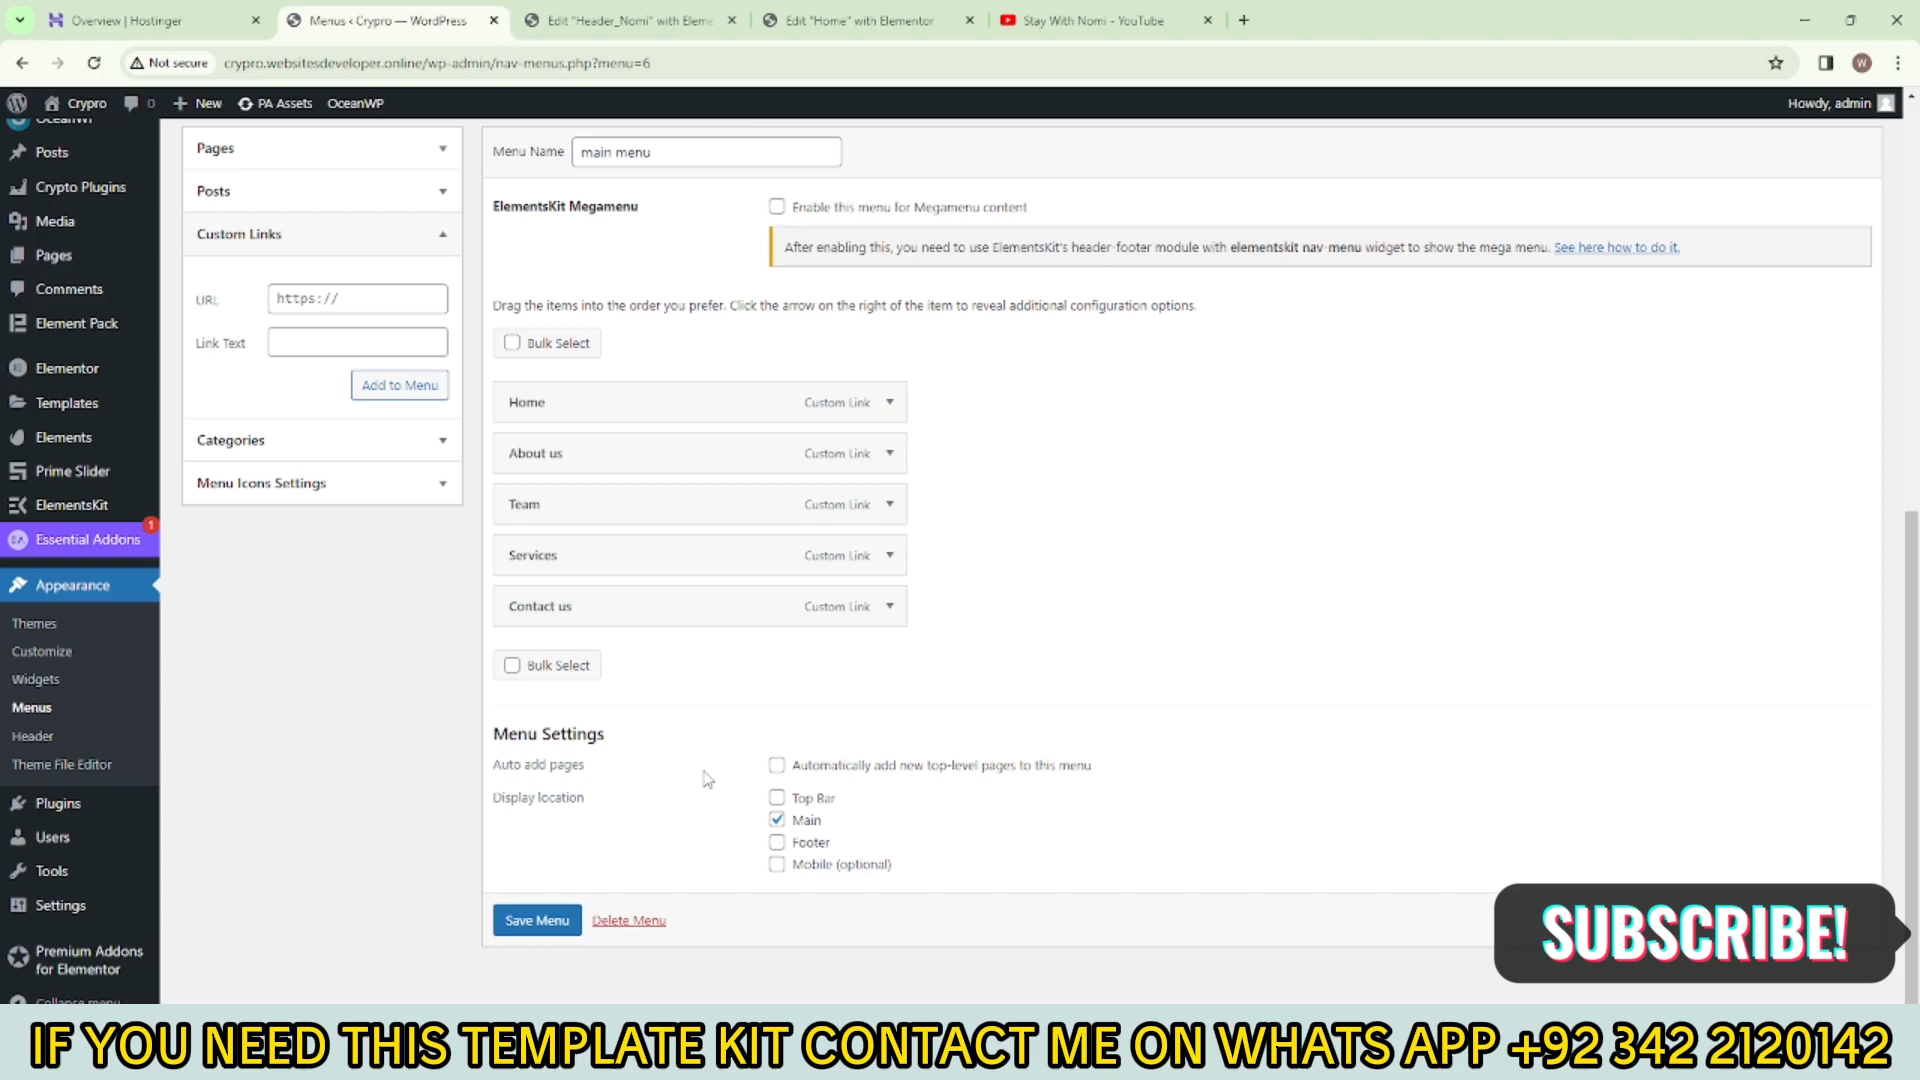 Overview | Hostinger
Menus ‹ Crypro — WordPress
Edit "Header_Nomi" with Eleme
Edit "Home" with Elementor
Stay With Nomi - YouTube
Not secure
crypro.websitesdeveloper.online/wp-admin/nav-menus.php?menu=6
W
Crypro
0
New
PA Assets
OceanWP
Howdy, admin
OceanWP
Posts
Crypto Plugins
Media
Pages
Comments
Element Pack
Elementor
Templates
Elements
Prime Slider
ElementsKit
Essential Addons
1
Appearance
Themes
Customize
Widgets
Menus
Header
Theme File Editor
Plugins
Users
Tools
Settings
Premium Addons
for Elementor
Collapse menu
Pages
Posts
Custom Links
URL
https://
Link Text
Add to Menu
Categories
Menu Icons Settings
Menu Name
main menu
ElementsKit Megamenu
Enable this menu for Megamenu content
After enabling this, you need to use ElementsKit's header-footer module with elementskit nav-menu widget to show the mega menu. See here how to do it.
Drag the items into the order you prefer. Click the arrow on the right of the item to reveal additional configuration options.
Bulk Select
Home
Custom Link
About us
Custom Link
Team
Custom Link
Services
Custom Link
Contact us
Custom Link
Bulk Select
Menu Settings
Auto add pages
Automatically add new top-level pages to this menu
Display location
Top Bar
Main
Footer
Mobile (optional)
Save Menu
Delete Menu
SUBSCRIBE!
IF YOU NEED THIS TEMPLATE KIT CONTACT ME ON WHATS APP +92 342 2120142